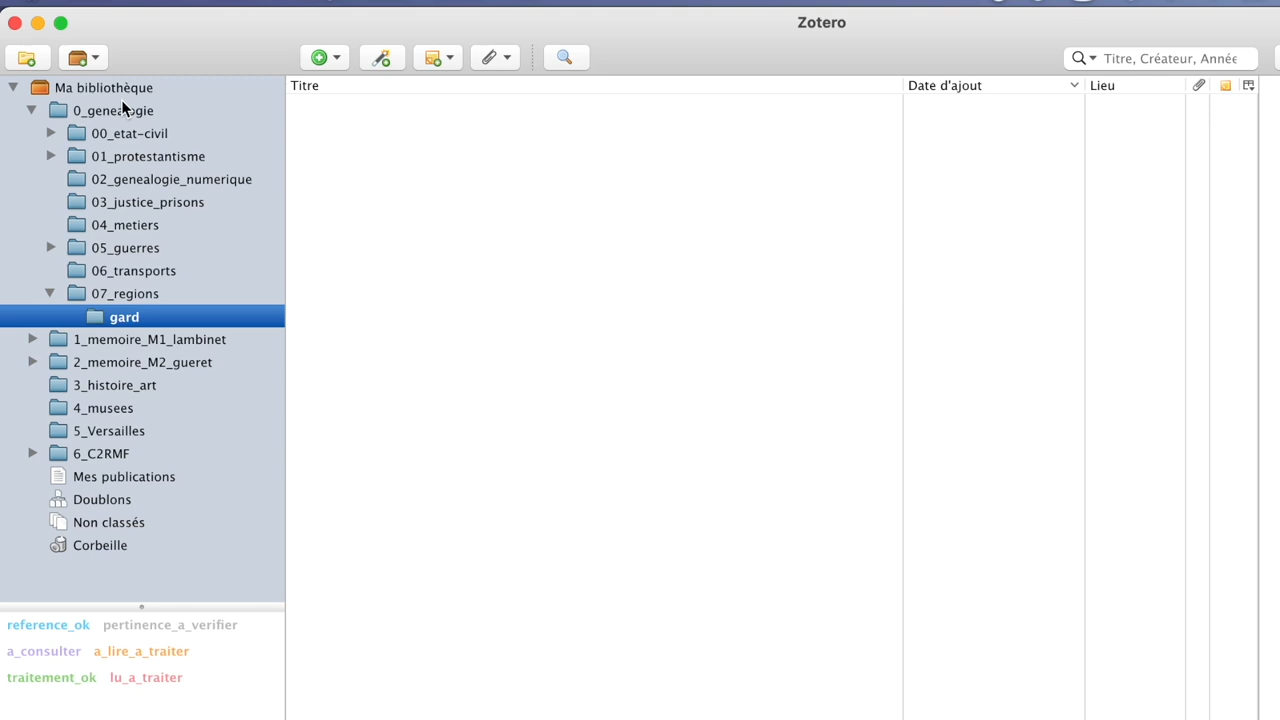 Zotero
Titre, Créateur, Année
Ma bibliothèque
Titre
Date d'ajout
Lieu
0_genealogie
00_etat-civil
01_protestantisme
02_genealogie_numerique
03_justice_prisons
04_metiers
05_guerres
06_transports
07_regions
gard
1_memoire_M1_lambinet
2_memoire_M2_gueret
3_histoire_art
4_musees
5_Versailles
6_C2RMF
Mes publications
Doublons
Non classés
Corbeille
reference_ok pertinence_a_verifier
a_consulter a_lire_a_traiter
traitement_ok lu_a_traiter